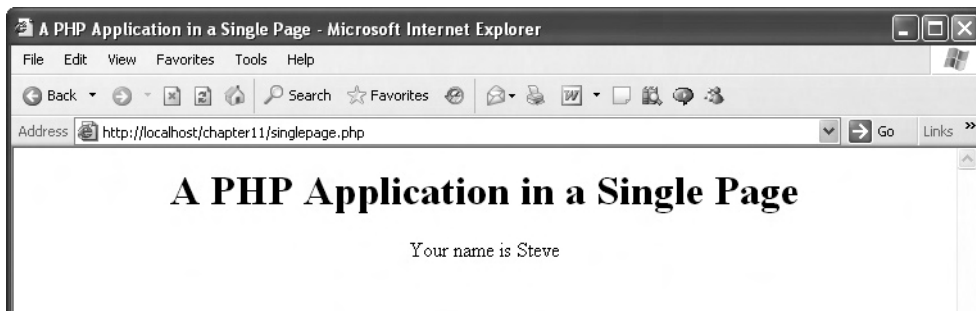 A PHP Application in a Single Page - Microsoft Internet Explorer
File Edit View Favorites Tools Help
Back Search Favorites
Address http://localhost/chapter11/singlepage.php Go Links »
A PHP Application in a Single Page
Your name is Steve